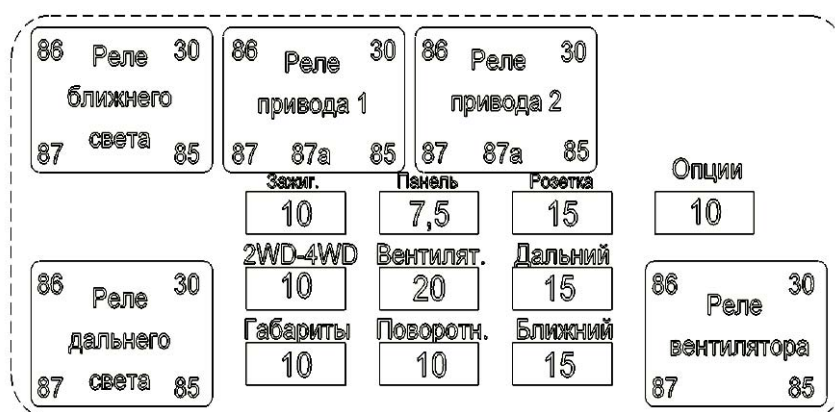 86 Реле 30
ближнего
света
87 85
86 Реле 30
привода 1
87 87а 85
86 Реле 30
привода 2
87 87а 85
Зажиг.
10
Панель
7,5
Розетка
15
Опции
10
2WD-4WD
10
Вентилят.
20
Дальний
15
Габариты
10
Поворотн.
10
Ближний
15
86 Реле 30
дальнего
87 света 85
86 Реле 30
вентилятора
87 85